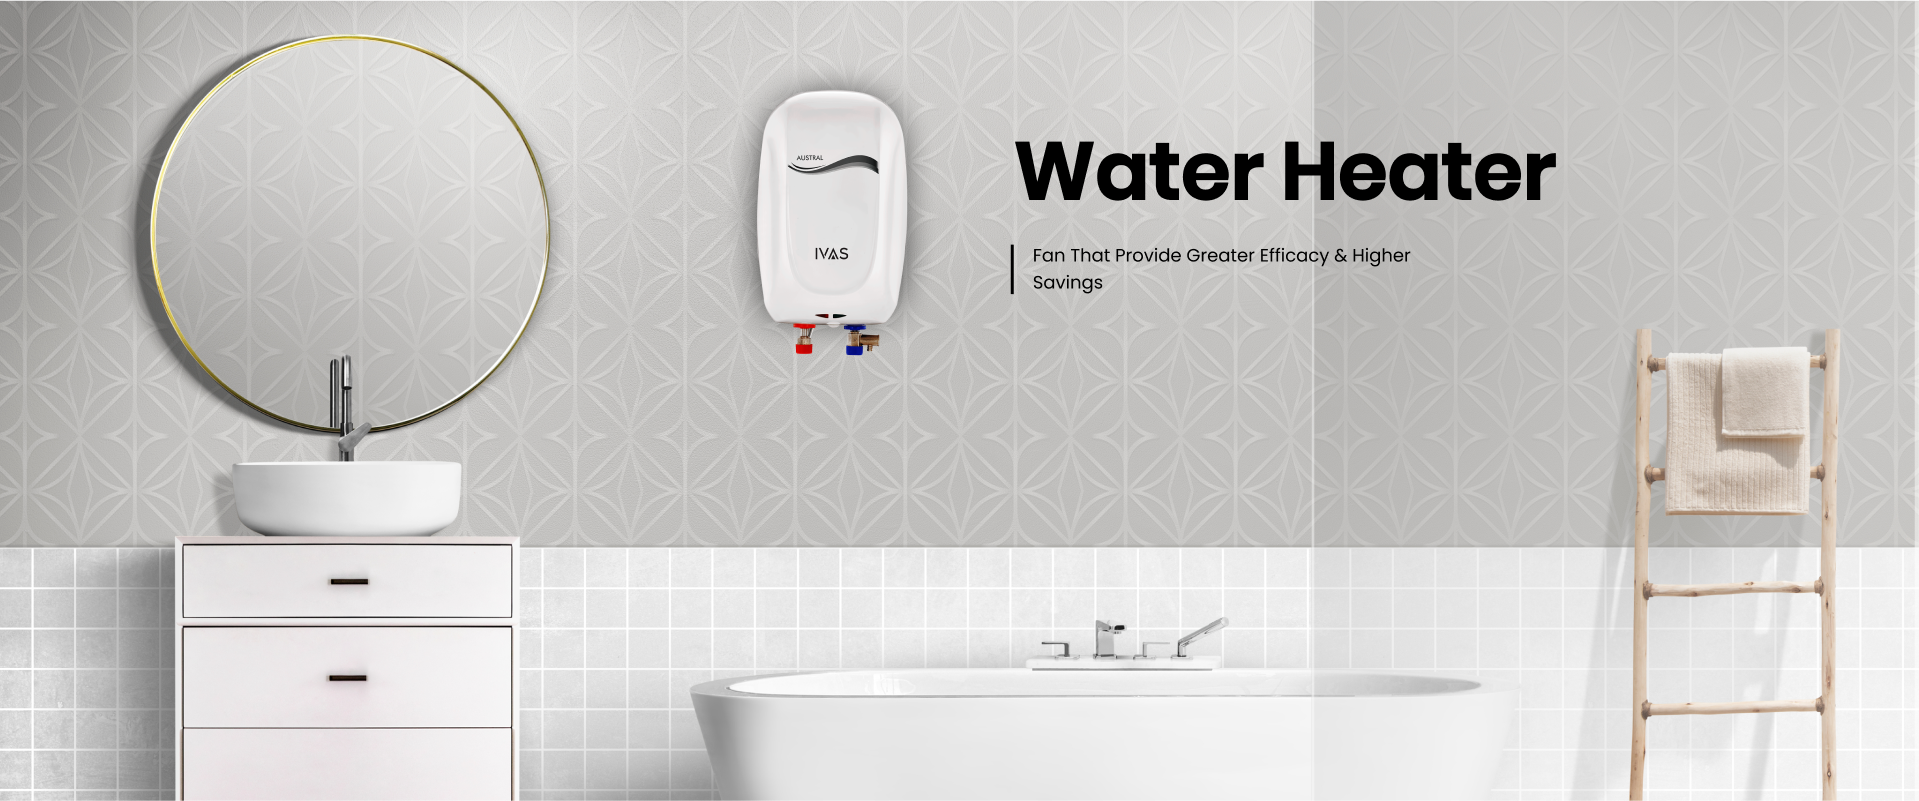 AUSTRAL
IVAS
Water Heater
Fan That Provide Greater Efficacy & Higher
Savings